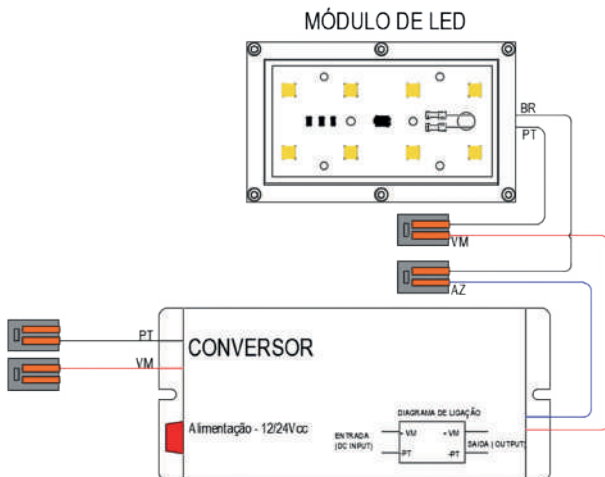 MÓDULO DE LED
BR
PT
VM
AZ
PT
VM
CONVERSOR
Alimentação - 12/24Vcc
DIAGRAMA DE LIGAÇÃO
ENTRADA
(DC INPUT)
+ VM
-PT
+ VM
-PT
SAIDA ( OUTPUT)